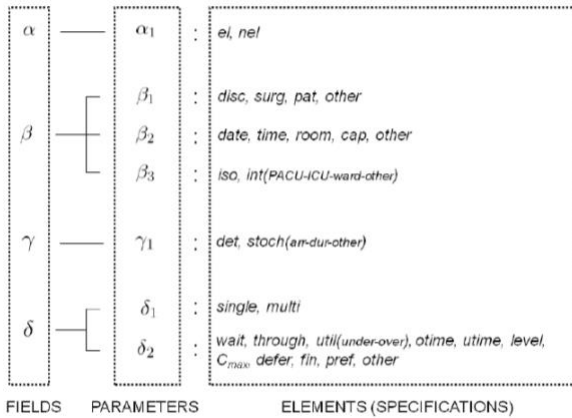 α α₁ : el, nel
β₁ : disc, surg, pat, other
β β₂ : date, time, room, cap, other
β₃ : iso, int(PACU-ICU-ward-other)
γ γ₁ : det, stoch(arr-dur-other)
δ₁ : single, multi
δ δ₂ : wait, through, util(under-over), otime, utime, level,
C_max, defer, fin, pref, other
FIELDS PARAMETERS ELEMENTS (SPECIFICATIONS)